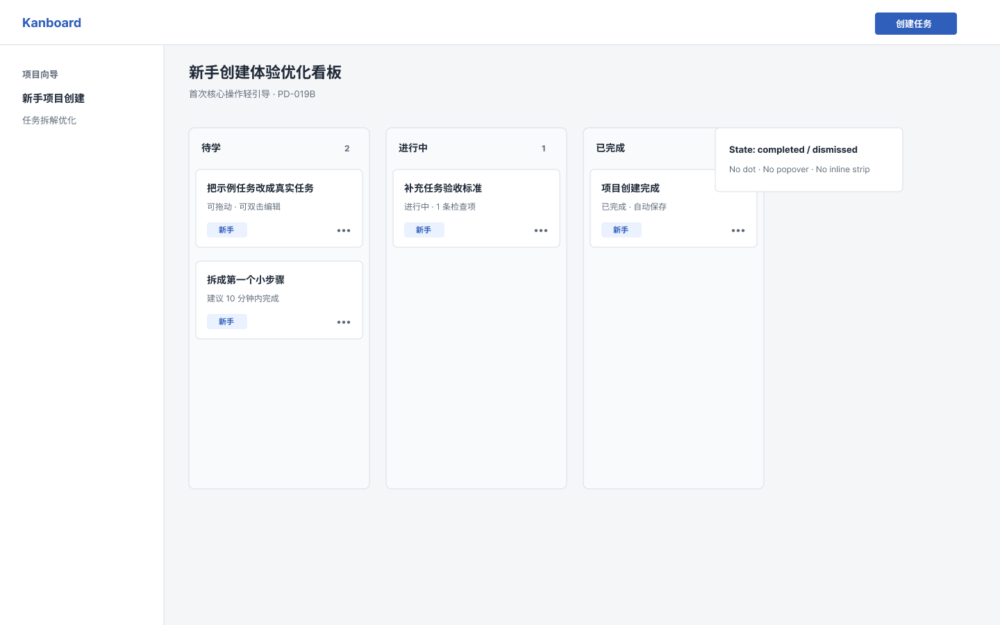 Kanboard
创建任务
项目向导
新手项目创建
任务拆解优化
新手创建体验优化看板
首次核心操作轻引导 · PD-019B
待学
2
把示例任务改成真实任务
可拖动 · 可双击编辑
新手
拆成第一个小步骤
建议 10 分钟内完成
新手
进行中
1
补充任务验收标准
进行中 · 1 条检查项
新手
已完成
项目创建完成
已完成 · 自动保存
新手
State: completed / dismissed
No dot · No popover · No inline strip